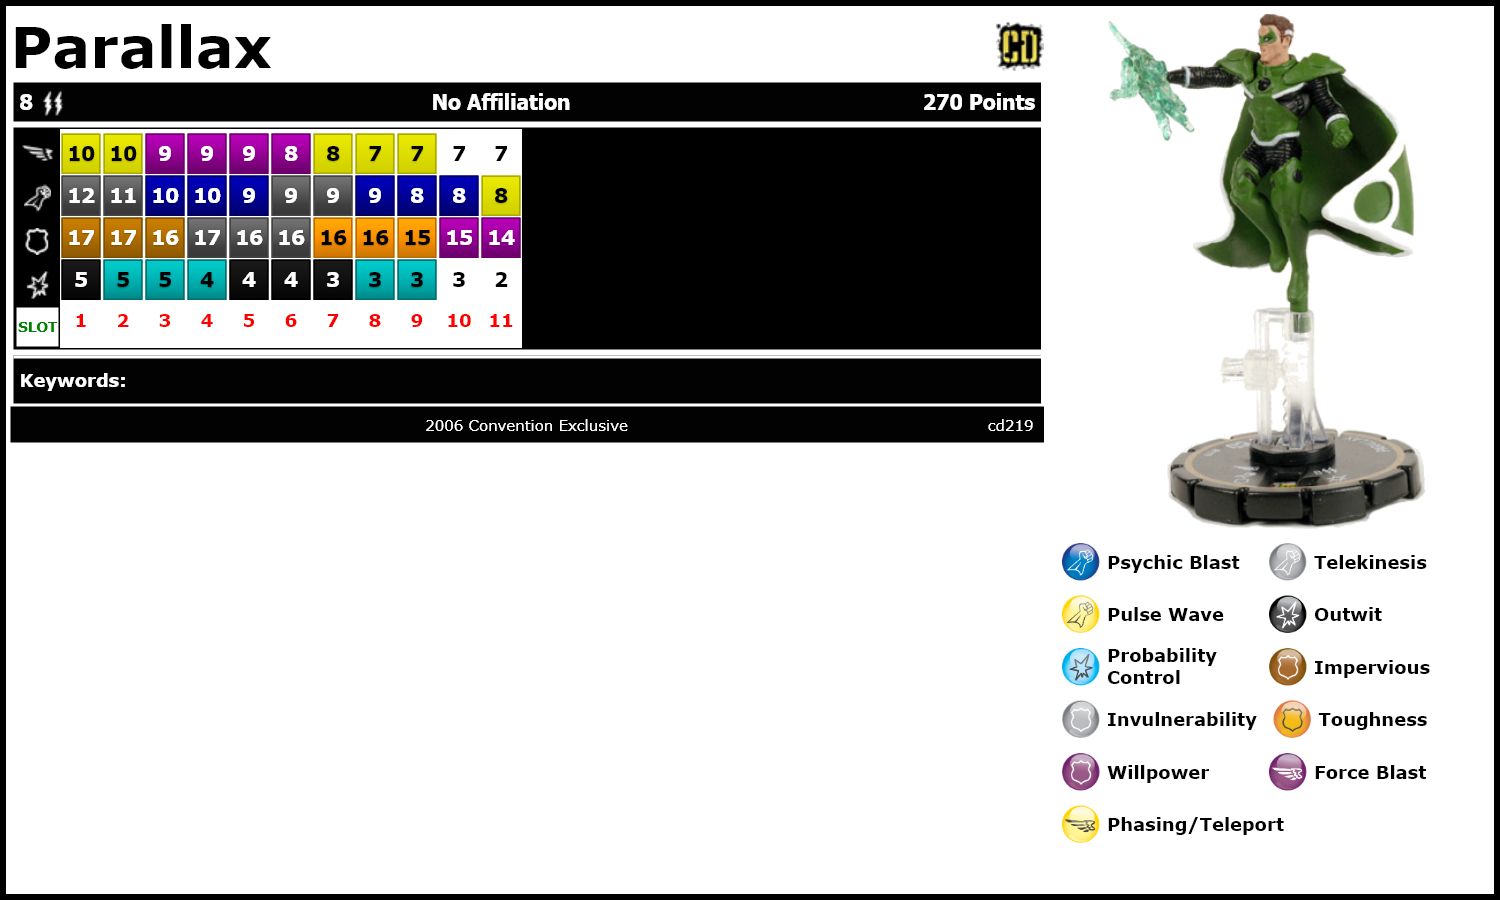 Parallax
CD
8 No Affiliation 270 Points
10 10 9 9 9 8 8 7 7 7 7
12 11 10 10 9 9 9 9 8 8 8
17 17 16 17 16 16 16 16 15 15 14
5 5 5 4 4 4 3 3 3 3 2
SLOT 1 2 3 4 5 6 7 8 9 10 11
Keywords:
2006 Convention Exclusive cd219
Psychic Blast Telekinesis
Pulse Wave Outwit
Probability
Control
Impervious
Invulnerability Toughness
Willpower Force Blast
Phasing/Teleport